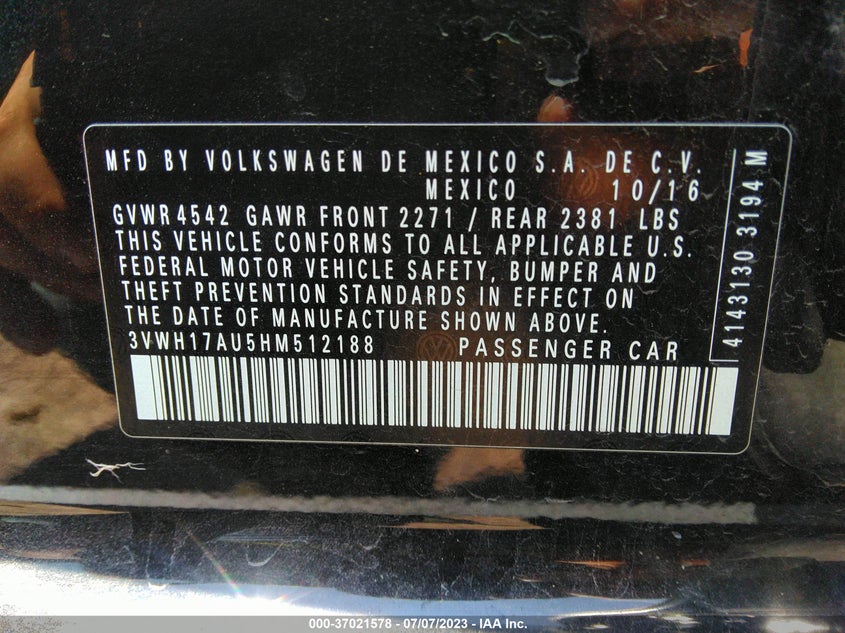 MFD BY VOLKSWAGEN DE MEXICO S.A. DE C.V.
MEXICO 10/16
GVWR 4542 GAWR FRONT 2271 / REAR 2381 LBS
THIS VEHICLE CONFORMS TO ALL APPLICABLE U.S.
FEDERAL MOTOR VEHICLE SAFETY, BUMPER AND
THEFT PREVENTION STANDARDS IN EFFECT ON
THE DATE OF MANUFACTURE SHOWN ABOVE.
3VWH17AU5HM512188 PASSENGER CAR
4143130 3194 M
000-37021578 - 07/07/2023 - IAA Inc.